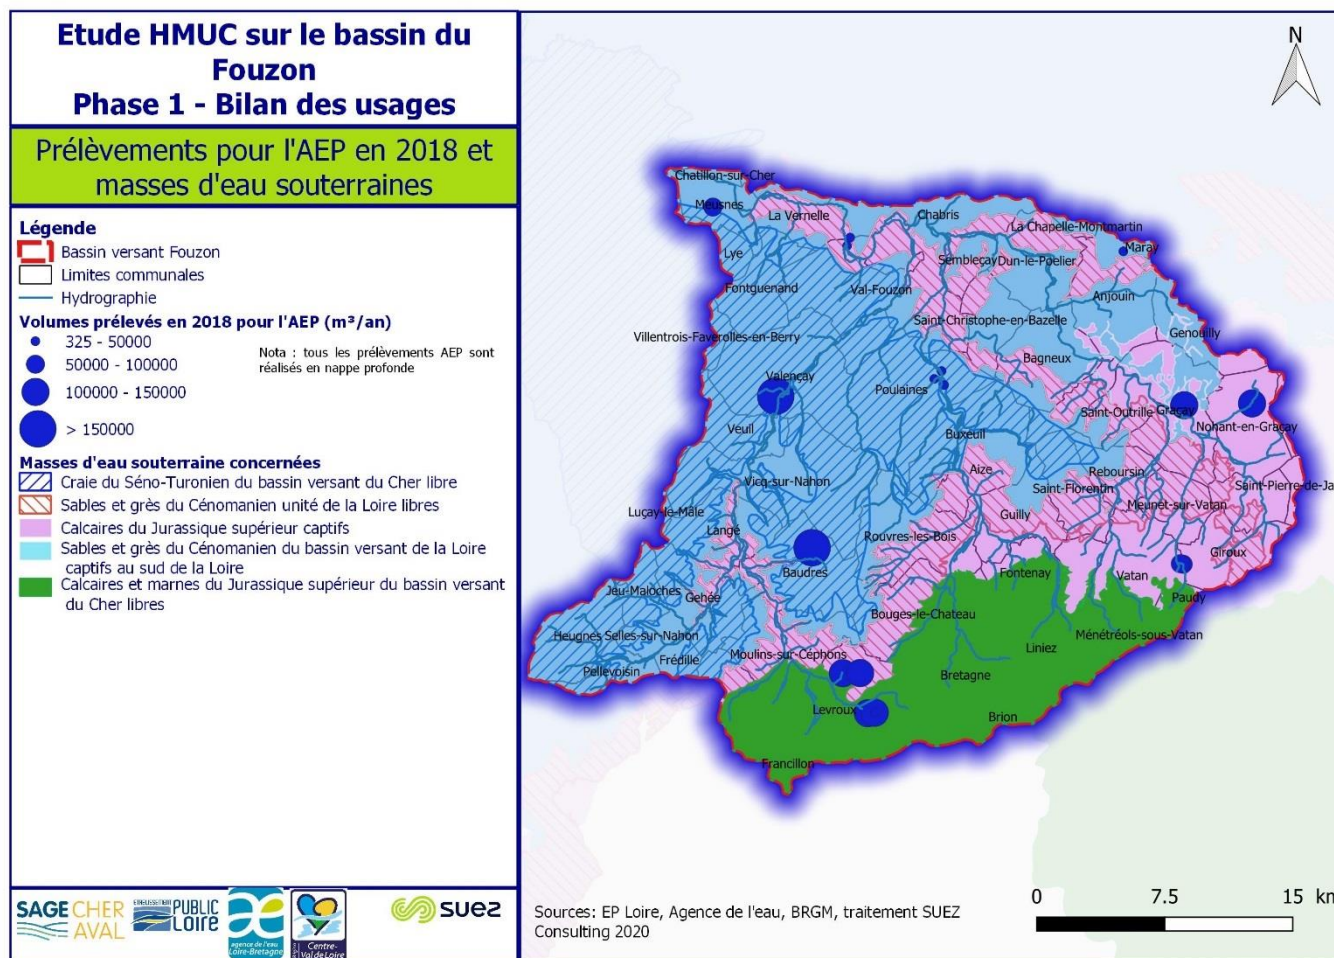 Etude HMUC sur le bassin du
Fouzon
Phase 1 - Bilan des usages
Prélèvements pour l'AEP en 2018 et
masses d'eau souterraines
Légende
Bassin versant Fouzon
Limites communales
Hydrographie
Volumes prélevés en 2018 pour l'AEP (m³/an)
325 - 50000
50000 - 100000
100000 - 150000
> 150000
Nota : tous les prélèvements AEP sont
réalisés en nappe profonde
Masses d'eau souterraine concernées
Craie du Séno-Turonien du bassin versant du Cher libre
Sables et grès du Cénomanien unité de la Loire libres
Calcaires du Jurassique supérieur captifs
Sables et grès du Cénomanien du bassin versant de la Loire
captifs au sud de la Loire
Calcaires et marnes du Jurassique supérieur du bassin versant
du Cher libres
SAGE CHER
AVAL
ETABLISSEMENT
PUBLIC
LOIRE
ae
agence de l'eau
Loire-Bretagne
Centre-
Val de Loire
suez
N
Chatillon-sur-Cher
Meusnes
La Vernelle
Chabris
La Chapelle-Montmartin
Maray
Lye
Sembleçay
Dun-le-Poelier
Fontguenand
Val-Fouzon
Anjouin
Saint-Christophe-en-Bazelle
Genouilly
Villentrois-Faverolles-en-Berry
Bagneux
Valençay
Poulaines
Saint-Outrille
Graçay
Nohant-en-Graçay
Veuil
Buxeuil
Aize
Reboursin
Vicq-sur-Nahon
Saint-Florentin
Saint-Pierre-de-Ja
Luçay-le-Mâle
Guilly
Meunet-sur-Vatan
Langé
Rouvres-les-Bois
Giroux
Baudres
Fontenay
Vatan
Jeu-Maloches
Gehée
Paudy
Bouges-le-Chateau
Heugnes
Selles-sur-Nahon
Ménétréols-sous-Vatan
Liniez
Frédille
Moulins-sur-Céphons
Pellevoisin
Bretagne
Levroux
Brion
Francillon
Sources: EP Loire, Agence de l'eau, BRGM, traitement SUEZ
Consulting 2020
0 7.5 15 km